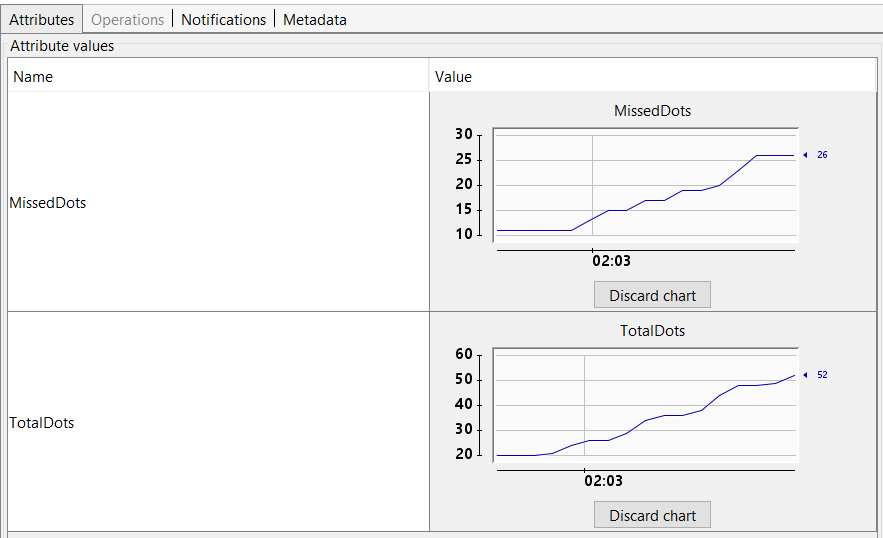 Attributes Operations Notifications Metadata
Attribute values
Name Value
MissedDots
30
25
20
15
10
26
02:03
MissedDots
Discard chart
TotalDots
60
50
40
30
20
52
02:03
TotalDots
Discard chart